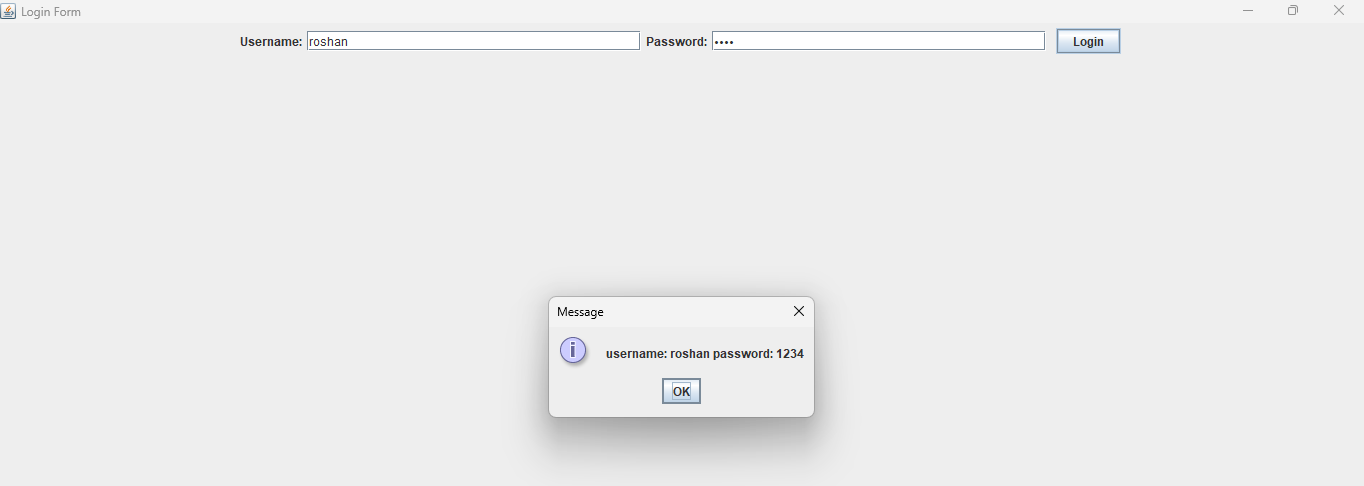 Login Form
Username: roshan Password: •••• Login
Message
i
username: roshan password: 1234
OK